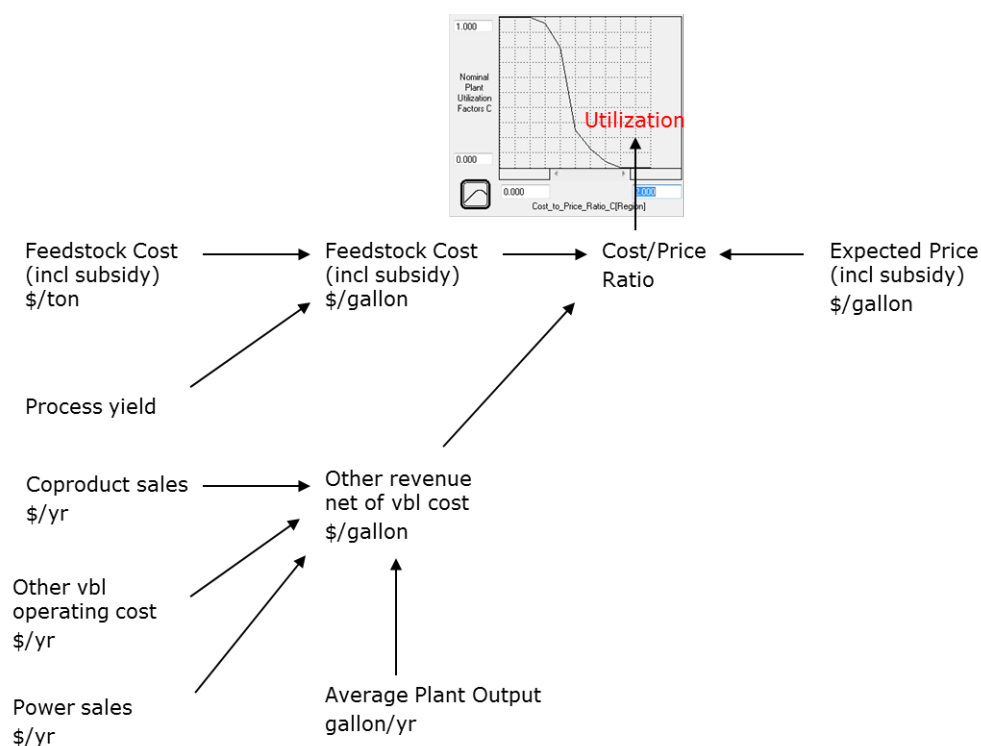 1.000
Nominal
Plant
Utilization
Factors C
Utilization
0.000
0.000
2.000
Cost_to_Price_Ratio_C[Region]
Feedstock Cost
(incl subsidy)
$/ton
Feedstock Cost
(incl subsidy)
$/gallon
Cost/Price
Ratio
Expected Price
(incl subsidy)
$/gallon
Process yield
Coproduct sales
$/yr
Other revenue
net of vbl cost
$/gallon
Other vbl
operating cost
$/yr
Power sales
$/yr
Average Plant Output
gallon/yr